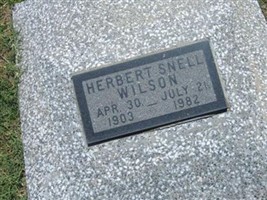 HERBERT SNELL
WILSON
APR. 30 — JULY 21
1903 1982